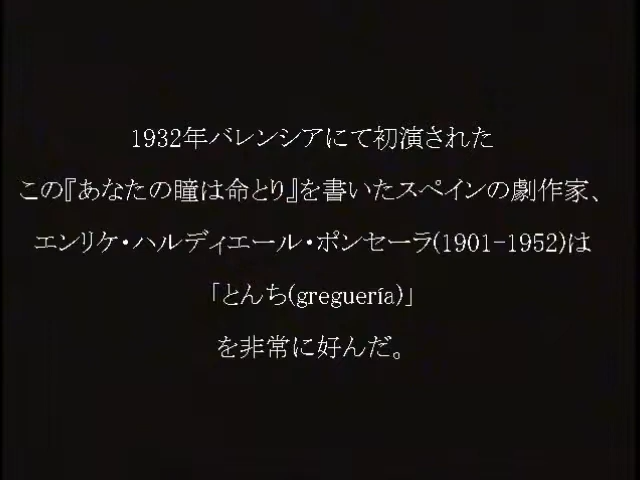 1932年バレンシアにて初演された
この『あなたの瞳は命とり』を書いたスペインの劇作家、
エンリケ・ハルディエール・ポンセーラ(1901-1952)は
「とんち(greguería)」
を非常に好んだ。